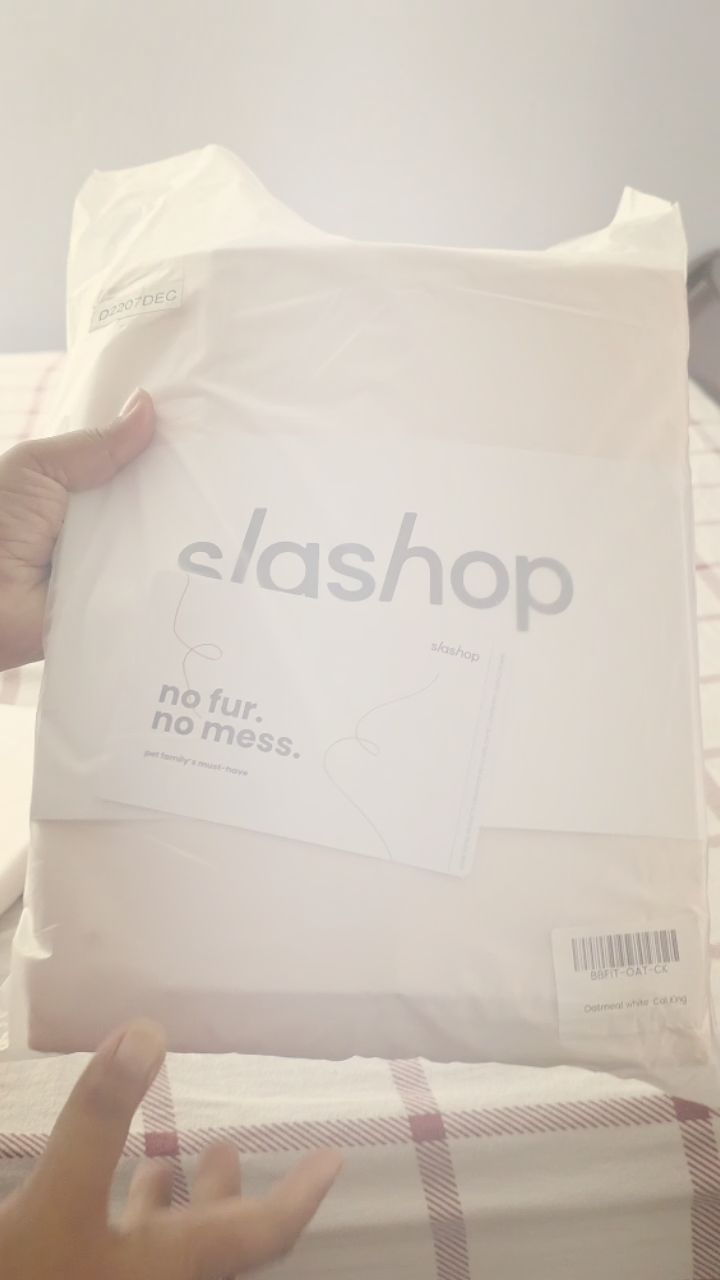 D2207DEC
slashop
slashop
no fur.
no mess.
pet family's must-have
BBFIT-OAT-CK
Oatmeal white Cal.King